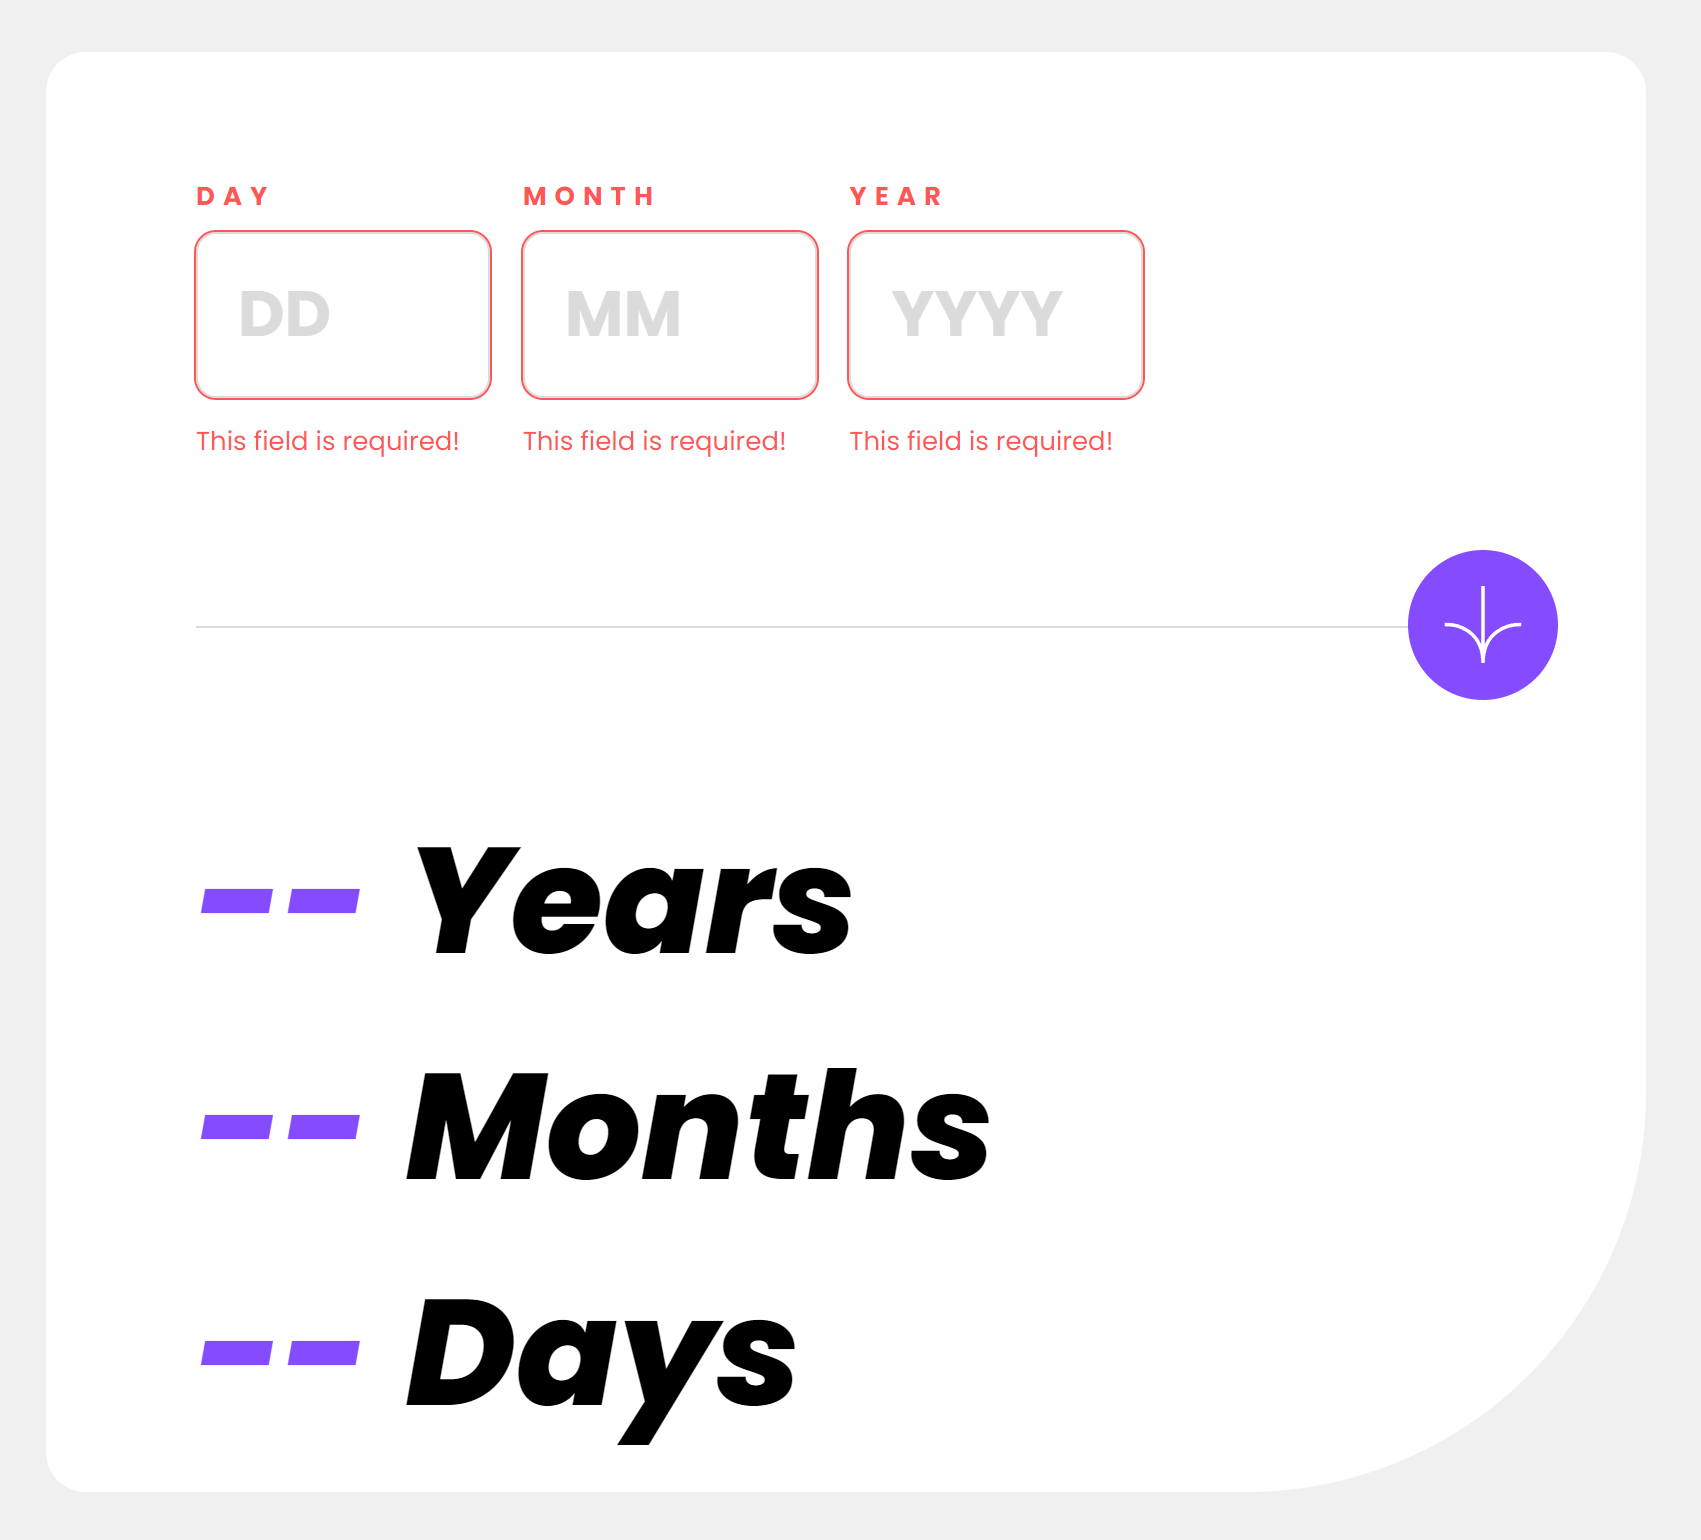 DAY MONTH YEAR
DD MM YYYY
This field is required! This field is required! This field is required!
-- Years
-- Months
-- Days